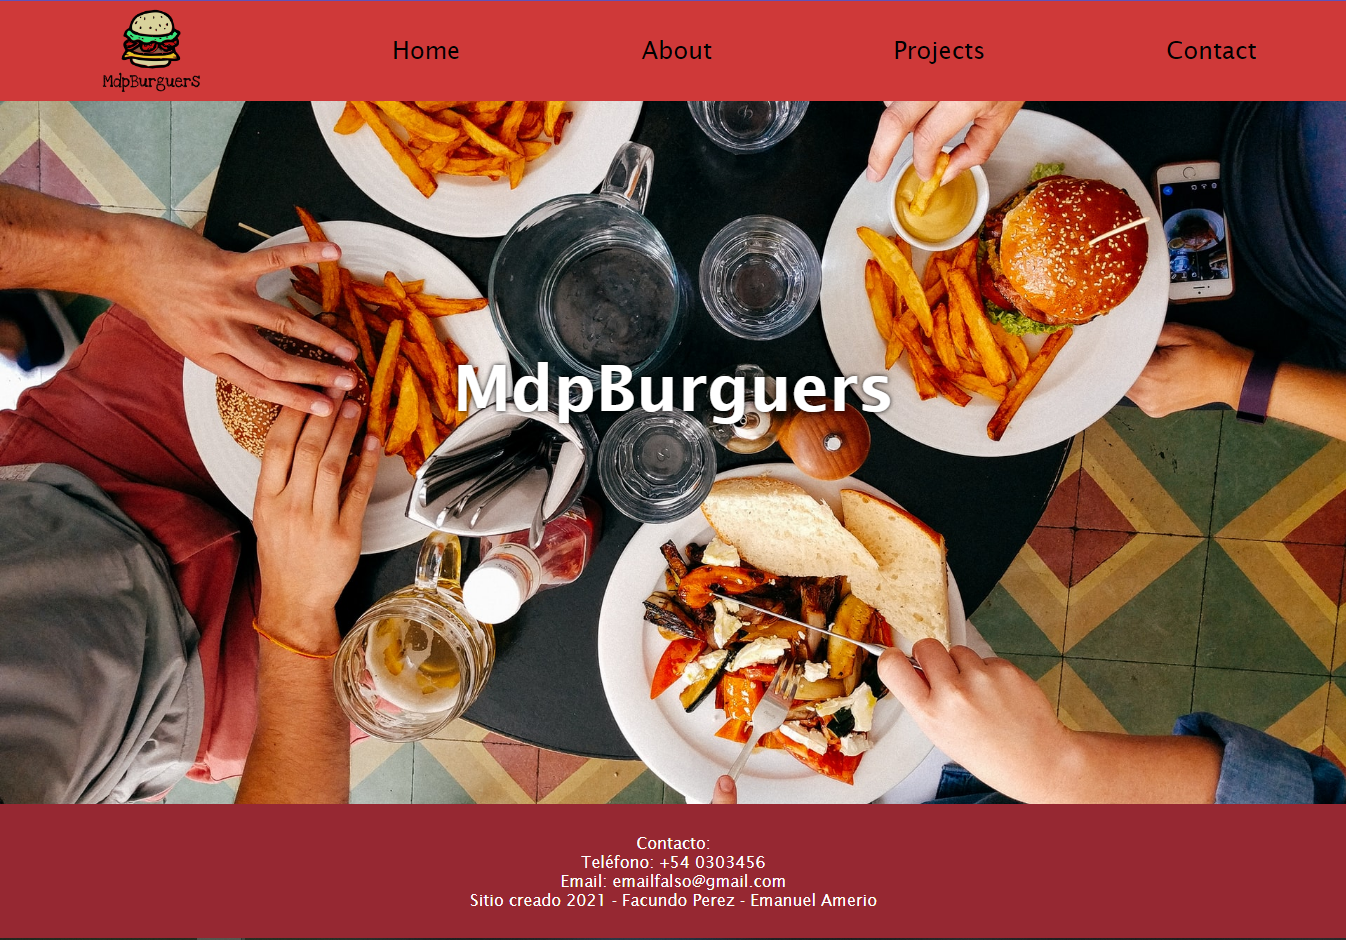 MdpBurguers
Home
About
Projects
Contact
MdpBurguers
Contacto:
Teléfono: +54 0303456
Email: emailfalso@gmail.com
Sitio creado 2021 - Facundo Perez - Emanuel Amerio